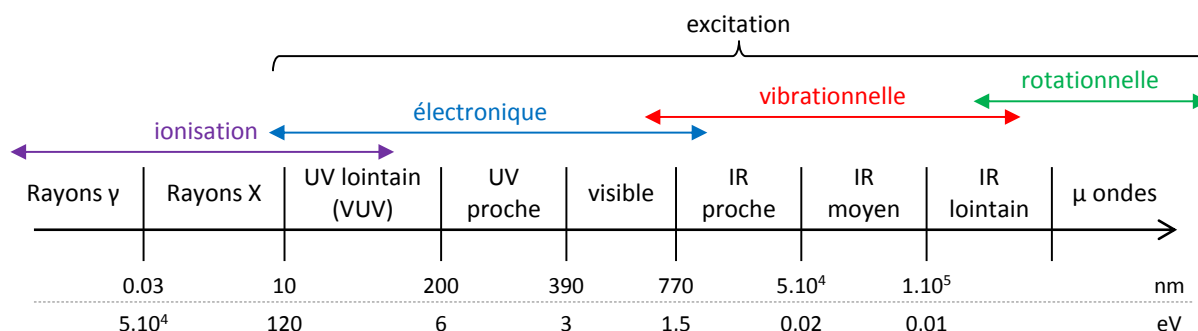 excitation
rotationnelle
vibrationnelle
électronique
ionisation
Rayons γ Rayons X UV lointain (VUV) UV proche visible IR proche IR moyen IR lointain µ ondes
0.03 10 200 390 770 5.10⁴ 1.10⁵ nm
5.10⁴ 120 6 3 1.5 0.02 0.01 eV